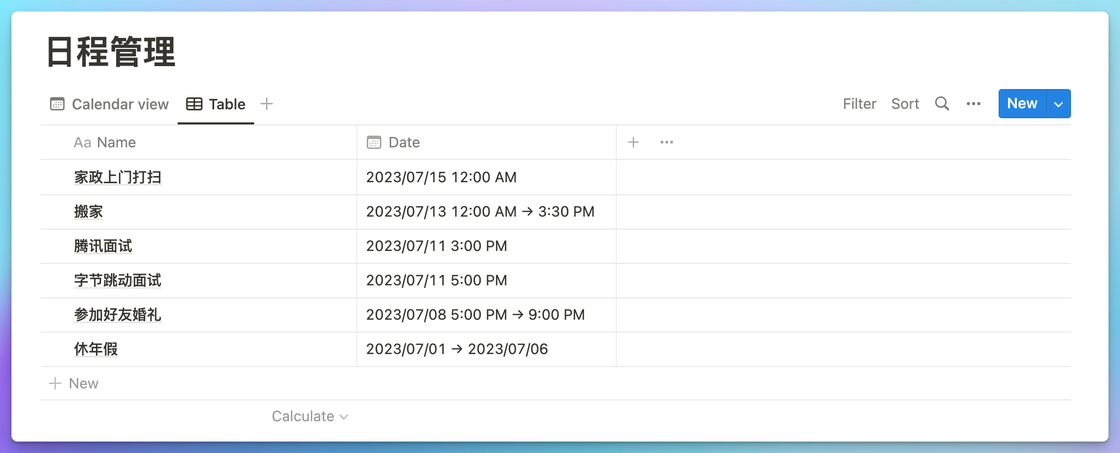 日程管理
Calendar view Table
Filter Sort New
Aa Name Date
家政上门打扫 2023/07/15 12:00 AM
搬家 2023/07/13 12:00 AM → 3:30 PM
腾讯面试 2023/07/11 3:00 PM
字节跳动面试 2023/07/11 5:00 PM
参加好友婚礼 2023/07/08 5:00 PM → 9:00 PM
休年假 2023/07/01 → 2023/07/06
New
Calculate